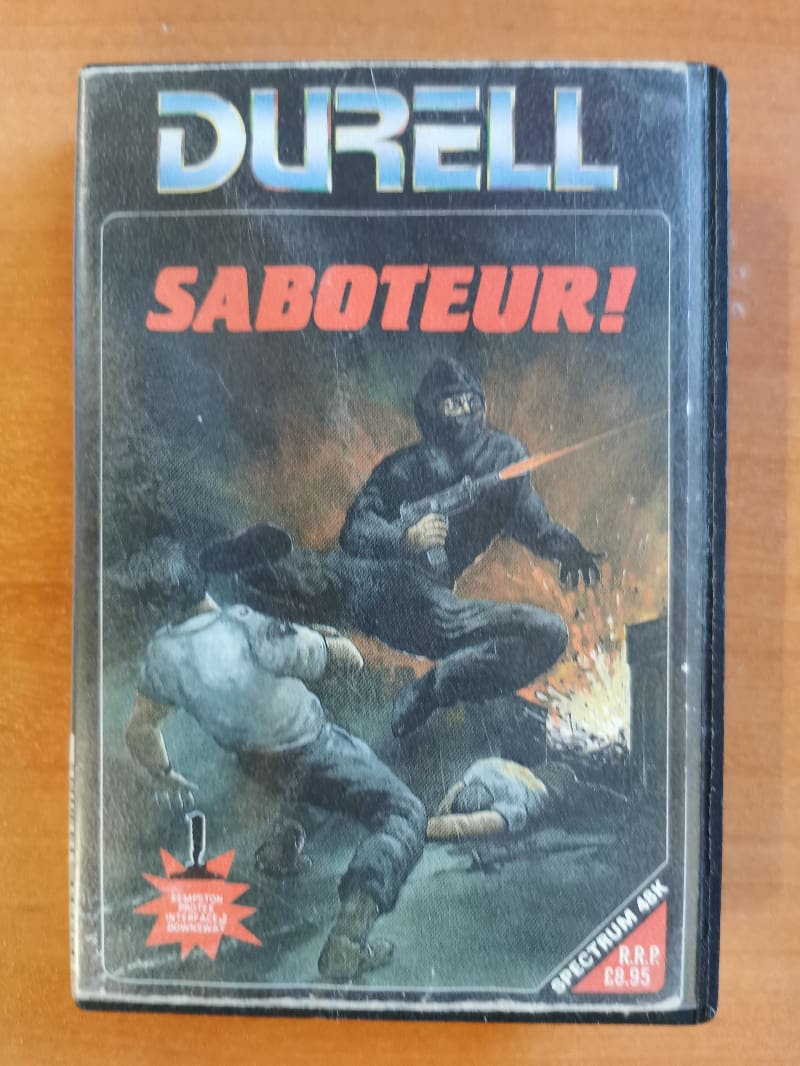 DURELL
SABOTEUR!
KEMPSTON
PROTEK
INTERFACE 2
DOWNSWAY
SPECTRUM 48K
R.R.P.
£8.95